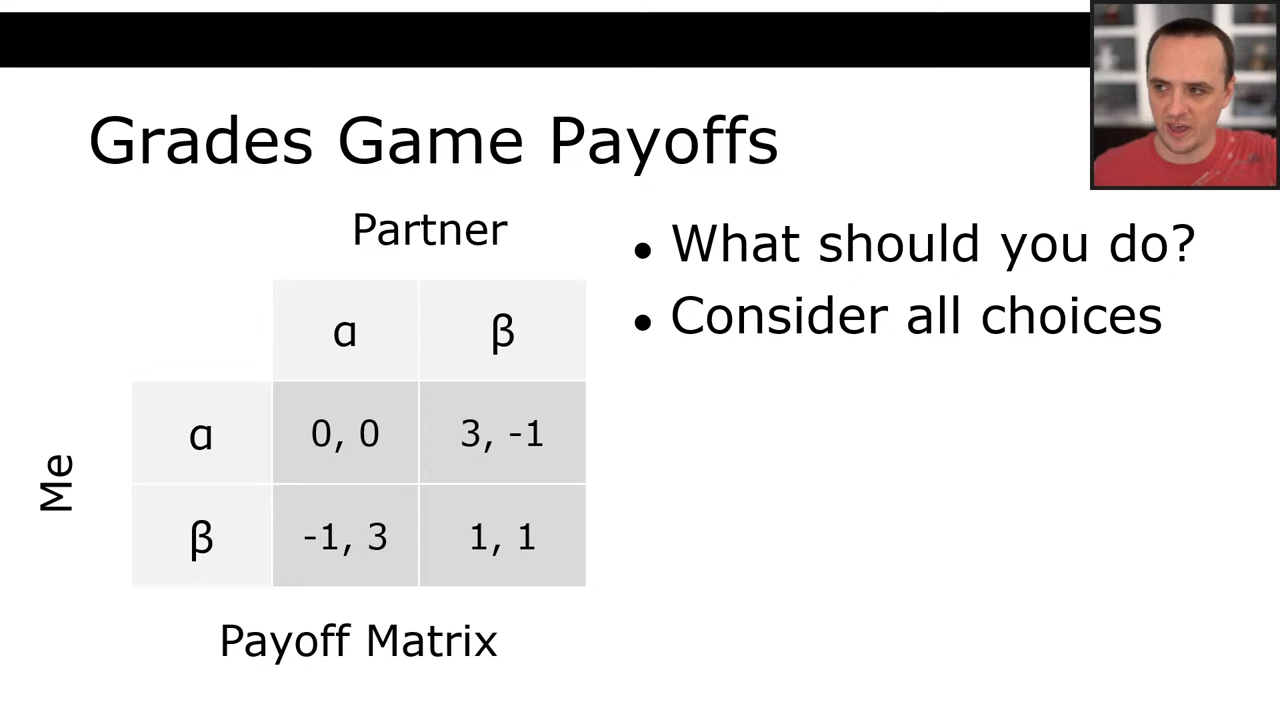 Grades Game Payoffs
Partner
α β
Me
α 0, 0 3, -1
β -1, 3 1, 1
Payoff Matrix
• What should you do?
• Consider all choices